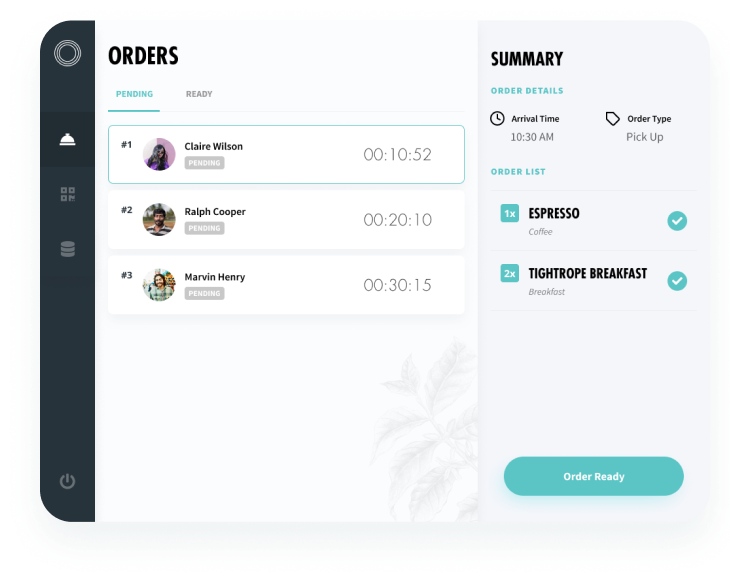 ORDERS
PENDING READY
#1 Claire Wilson
PENDING
00:10:52
#2 Ralph Cooper
PENDING
00:20:10
#3 Marvin Henry
PENDING
00:30:15
SUMMARY
ORDER DETAILS
Arrival Time
10:30 AM
Order Type
Pick Up
ORDER LIST
1x ESPRESSO
Coffee
2x TIGHTROPE BREAKFAST
Breakfast
Order Ready